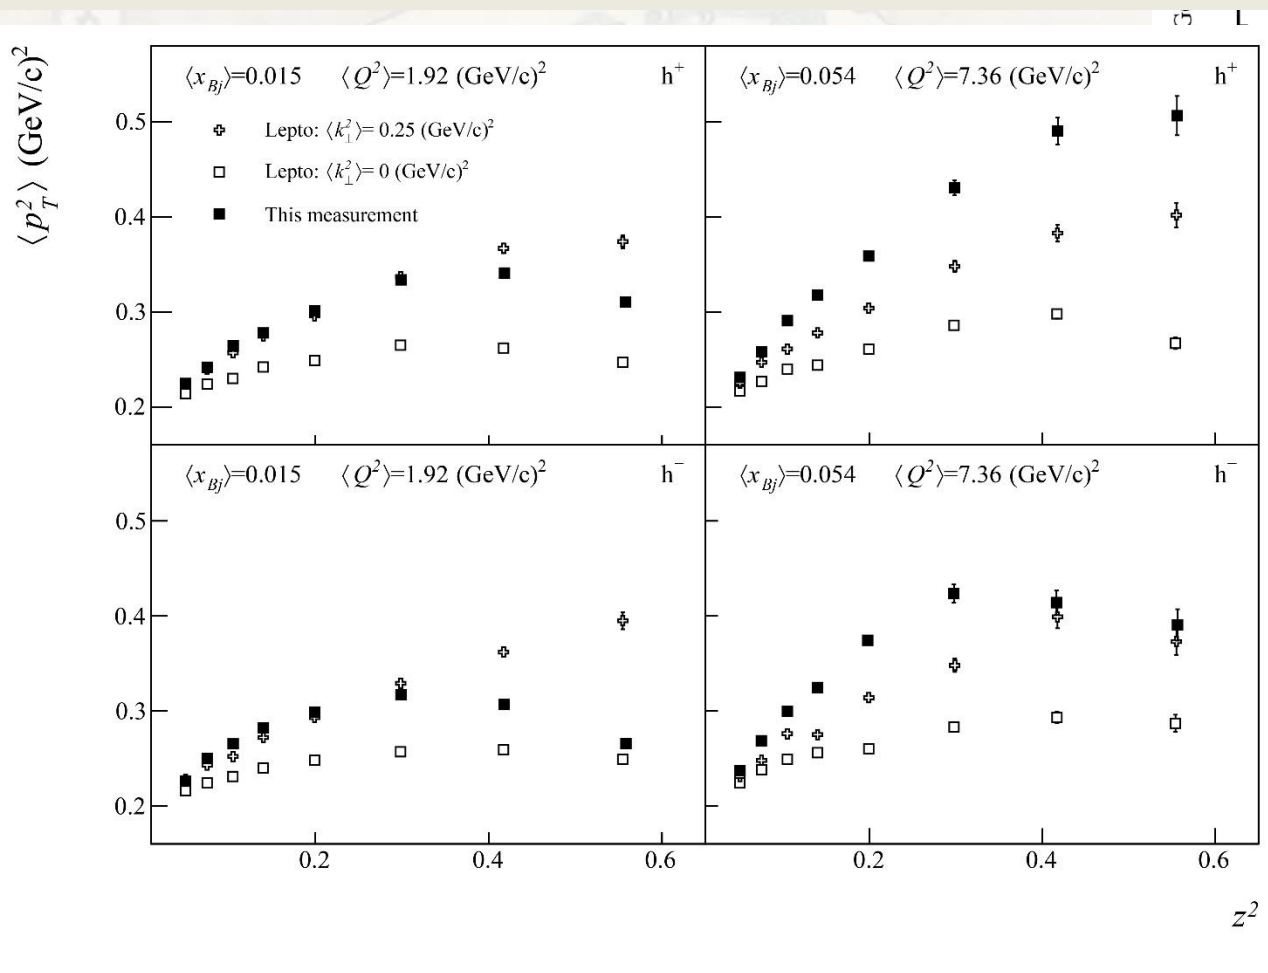 ⟨p_T^2⟩ (GeV/c)^2
⟨x_Bj⟩=0.015 ⟨Q^2⟩=1.92 (GeV/c)^2 h^+
⟨x_Bj⟩=0.054 ⟨Q^2⟩=7.36 (GeV/c)^2 h^+
Lepto: ⟨k_⊥^2⟩= 0.25 (GeV/c)^2
Lepto: ⟨k_⊥^2⟩= 0 (GeV/c)^2
This measurement
0.5
0.4
0.3
0.2
⟨x_Bj⟩=0.015 ⟨Q^2⟩=1.92 (GeV/c)^2 h^−
⟨x_Bj⟩=0.054 ⟨Q^2⟩=7.36 (GeV/c)^2 h^−
0.5
0.4
0.3
0.2
0.2 0.4 0.6 0.2 0.4 0.6
z^2